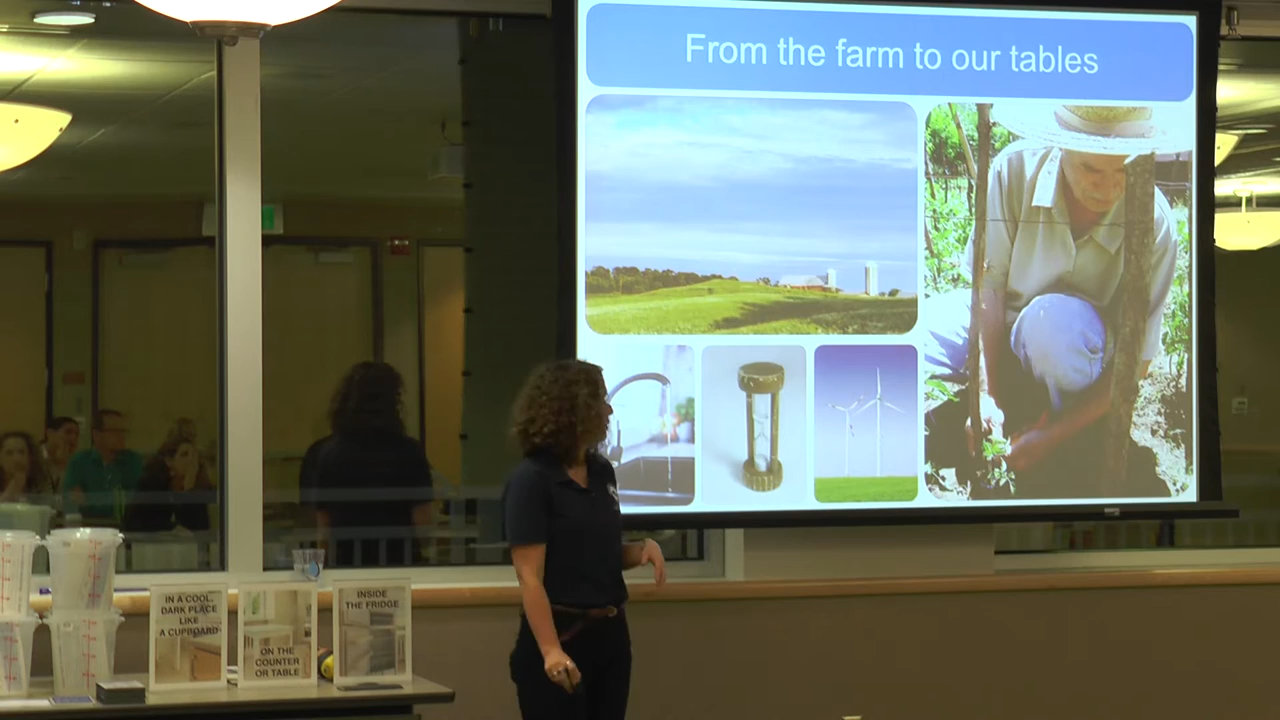 From the farm to our tables
IN A COOL,
DARK PLACE
LIKE
A CUPBOARD
ON THE
COUNTER
OR TABLE
INSIDE
THE FRIDGE